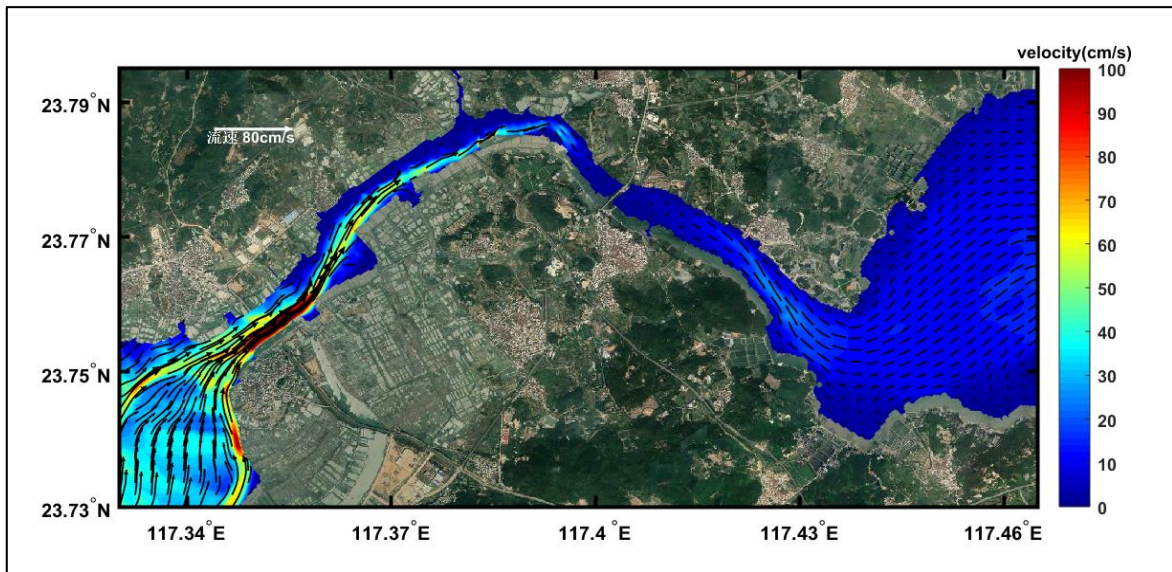 velocity(cm/s)
100
90
80
70
60
50
40
30
20
10
0
23.79°N
23.77°N
23.75°N
23.73°N
流速 80cm/s
117.34°E
117.37°E
117.4°E
117.43°E
117.46°E